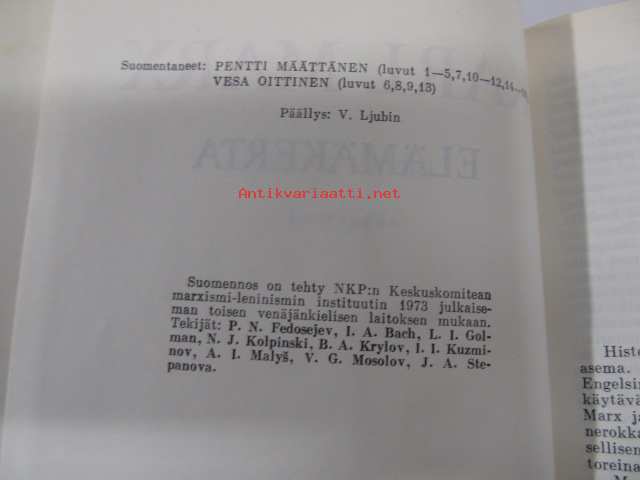 Suomentaneet: PENTTI MÄÄTTÄNEN (luvut 1—5,7,10—12,14—
VESA OITTINEN (luvut 6,8,9,13)
Päällys: V. Ljubin
ELÄMÄKERTA
Antikvariaatti.net
Suomennos on tehty NKP:n Keskuskomitean
marxismi-leninismin instituutin 1973 julkaise-
man toisen venäjänkielisen laitoksen mukaan.
Tekijät: P. N. Fedosejev, I. A. Bach, L. I. Gol-
man, N. J. Kolpinski, B. A. Krylov, I. I. Kuzmi-
nov, A. I. Malyš, V. G. Mosolov, J. A. Ste-
panova.
Histo
asema.
Engelsin
käytävä
Marx ja
nerokka
sellisen
toreina